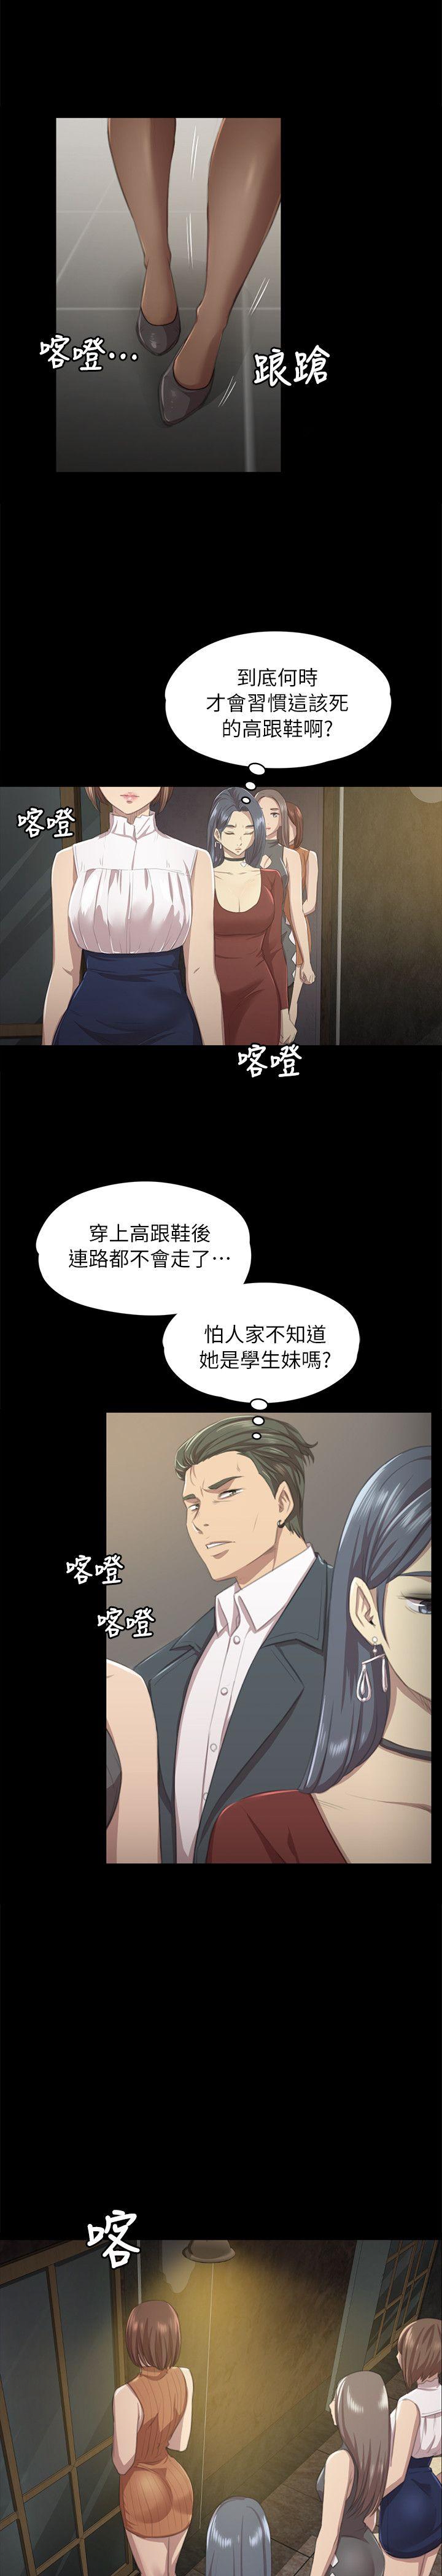 喀噔…
踉蹌
到底何時
才會習慣這該死
的高跟鞋啊?
喀噔
喀噔
穿上高跟鞋後
連路都不會走了…
怕人家不知道
她是學生妹嗎?
喀噔
喀噔
喀